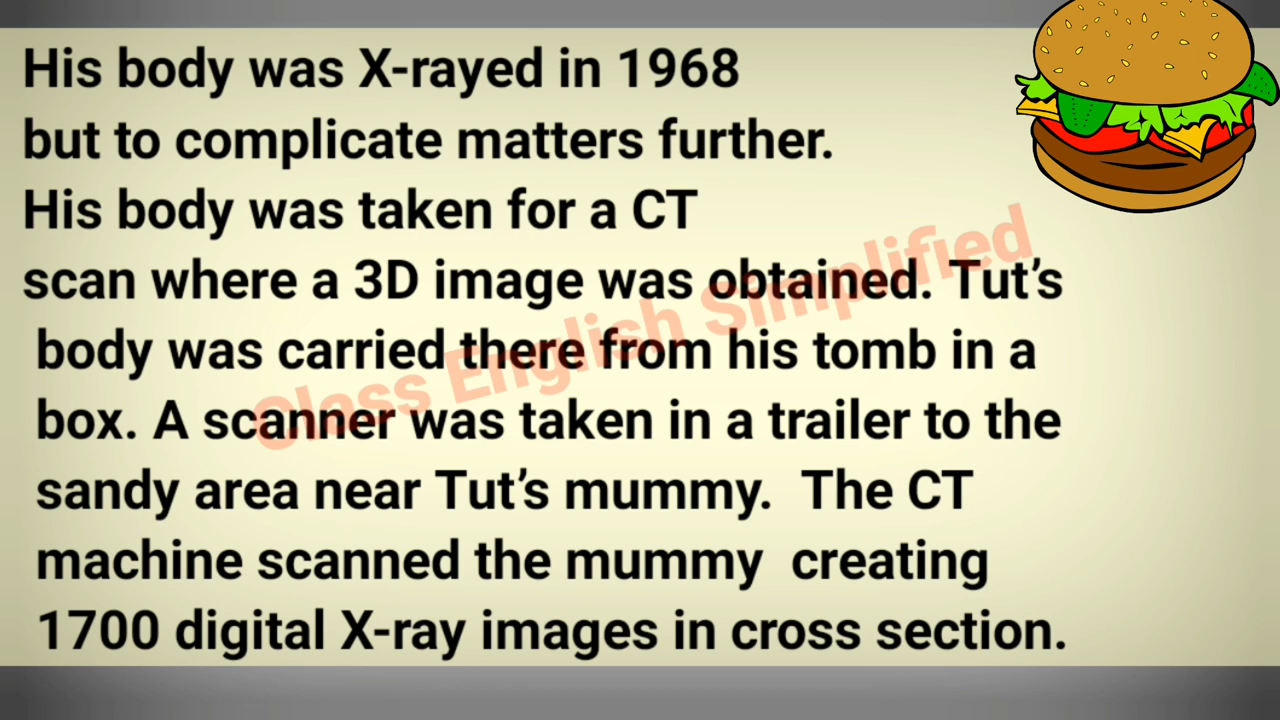 His body was X-rayed in 1968
but to complicate matters further.
His body was taken for a CT
scan where a 3D image was obtained. Tut’s
body was carried there from his tomb in a
box. A scanner was taken in a trailer to the
sandy area near Tut’s mummy. The CT
machine scanned the mummy creating
1700 digital X-ray images in cross section.
Class English Simplified